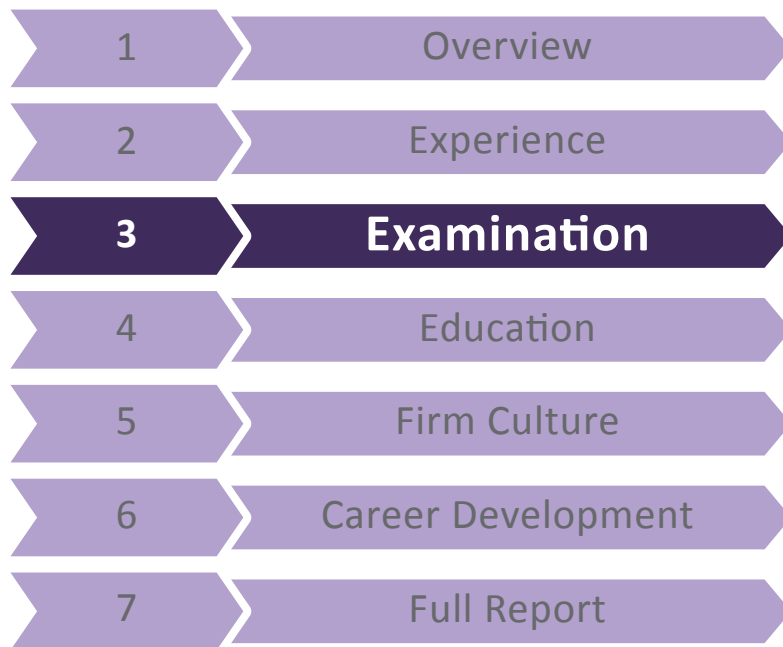 1 Overview
2 Experience
3 Examination
4 Education
5 Firm Culture
6 Career Development
7 Full Report